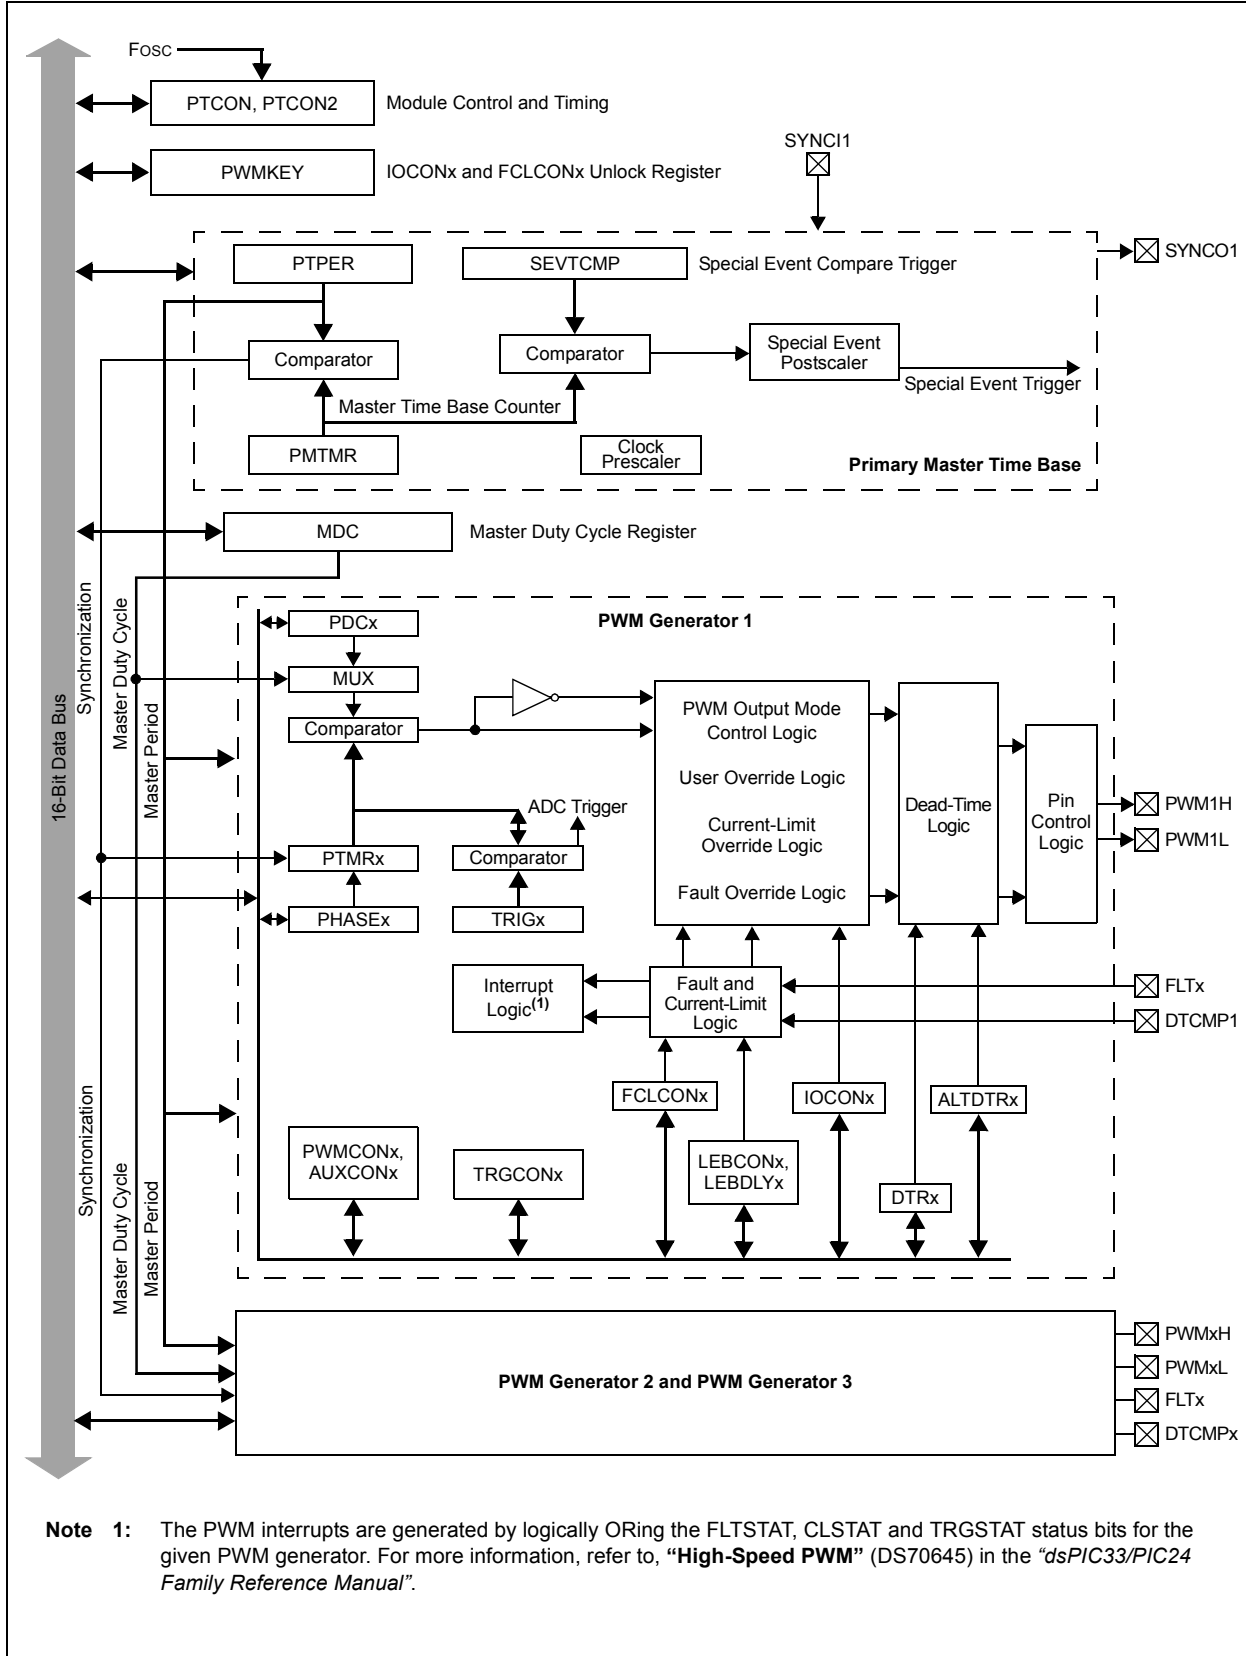 FOSC
PTCON, PTCON2
Module Control and Timing
SYNCI1
PWMKEY
IOCONx and FCLCONx Unlock Register
PTPER
SEVTCMP
Special Event Compare Trigger
SYNCO1
Comparator
Comparator
Special Event
Postscaler
Special Event Trigger
Master Time Base Counter
PMTMR
Clock
Prescaler
Primary Master Time Base
MDC
Master Duty Cycle Register
16-Bit Data Bus
Synchronization
Master Duty Cycle
Master Period
PWM Generator 1
PDCx
MUX
Comparator
PWM Output Mode
Control Logic
User Override Logic
Current-Limit
Override Logic
Fault Override Logic
Dead-Time
Logic
Pin
Control
Logic
PWM1H
PWM1L
ADC Trigger
PTMRx
Comparator
PHASEx
TRIGx
Interrupt
Logic(1)
Fault and
Current-Limit
Logic
FLTx
DTCMP1
FCLCONx
IOCONx
ALTDTRx
PWMCONx,
AUXCONx
TRGCONx
LEBCONx,
LEBDLYx
DTRx
Synchronization
Master Duty Cycle
Master Period
PWM Generator 2 and PWM Generator 3
PWMxH
PWMxL
FLTx
DTCMPx
Note 1: The PWM interrupts are generated by logically ORing the FLTSTAT, CLSTAT and TRGSTAT status bits for the
given PWM generator. For more information, refer to, “High-Speed PWM” (DS70645) in the “dsPIC33/PIC24
Family Reference Manual”.